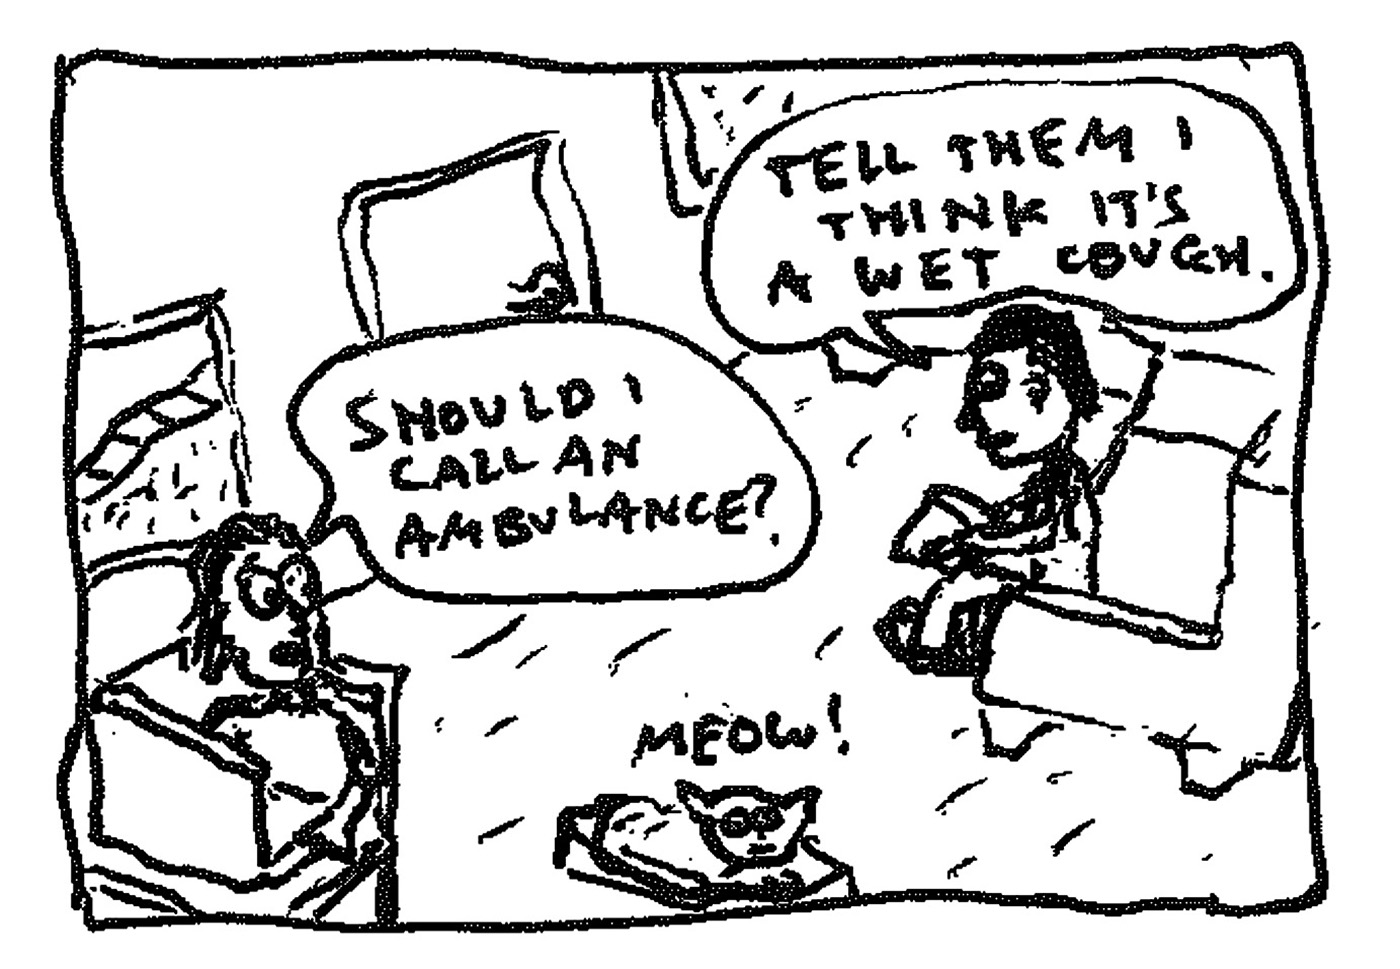 SHOULD I
CALL AN
AMBULANCE?
TELL THEM I
THINK IT'S
A WET COUGH.
MEOW!